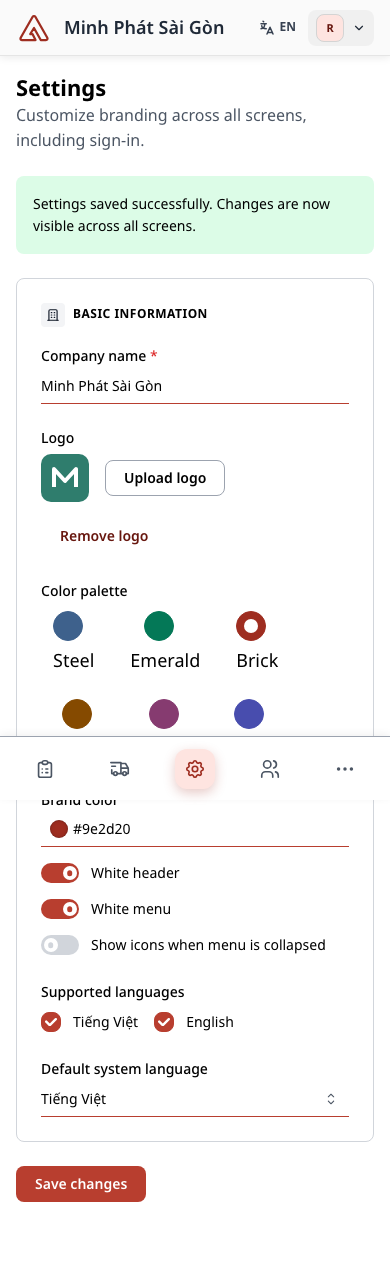 Minh Phát Sài Gòn
EN
R
Settings
Customize branding across all screens,
including sign-in.
Settings saved successfully. Changes are now
visible across all screens.
BASIC INFORMATION
Company name *
Minh Phát Sài Gòn
Logo
M
Upload logo
Remove logo
Color palette
Steel
Emerald
Brick
Brand color
#9e2d20
White header
White menu
Show icons when menu is collapsed
Supported languages
Tiếng Việt
English
Default system language
Tiếng Việt
Save changes